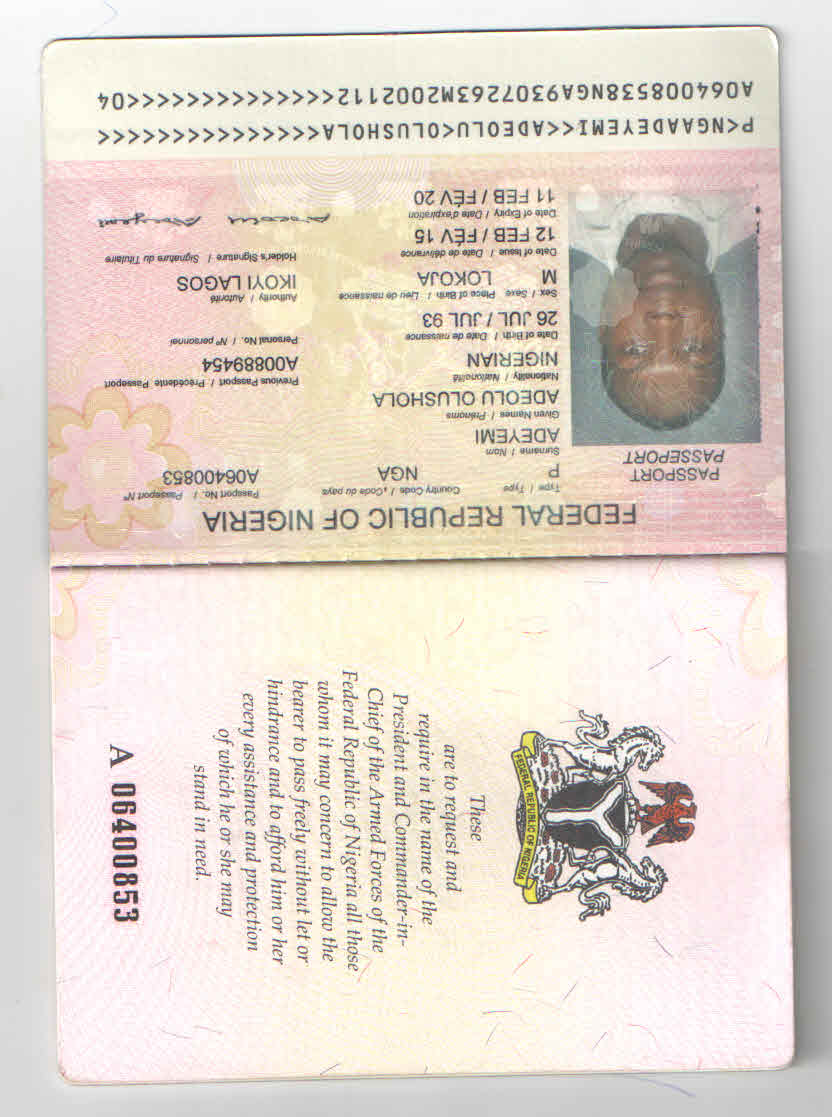 FEDERAL REPUBLIC OF NIGERIA
These
are to request and
require in the name of the
President and Commander-in-
Chief of the Armed Forces of the
Federal Republic of Nigeria all those
whom it may concern to allow the
bearer to pass freely without let or
hindrance and to afford him or her
every assistance and protection
of which he or she may
stand in need.
A 06400853
FEDERAL REPUBLIC OF NIGERIA
PASSPORT
PASSEPORT
Type / Type Country Code / Code du pays Passport No. / Passeport N°
P NGA A06400853
Surname / Nom
ADEYEMI
Given Names / Prénoms
ADEOLU OLUSHOLA
Nationality / Nationalité Previous Passport / Précédente Passeport
NIGERIAN A00889454
Date of Birth / Date de naissance Personal No. / N° personnel
26 JUL / JUL 93
Sex / Sexe Place of Birth / Lieu de naissance Authority / Autorité
M LOKOJA IKOYI LAGOS
Date of Issue / Date de délivrance Holder's Signature / Signature du Titulaire
12 FEB / FÉV 15
Adeolu Adeyemi
Date of Expiry / Date d'expiration
11 FEB / FÉV 20
P<NGAADEYEMI<<ADEOLU<OLUSHOLA<<<<<<<<<<<<<<<
A064008538NGA9307263M2002112<<<<<<<<<<<<<<04